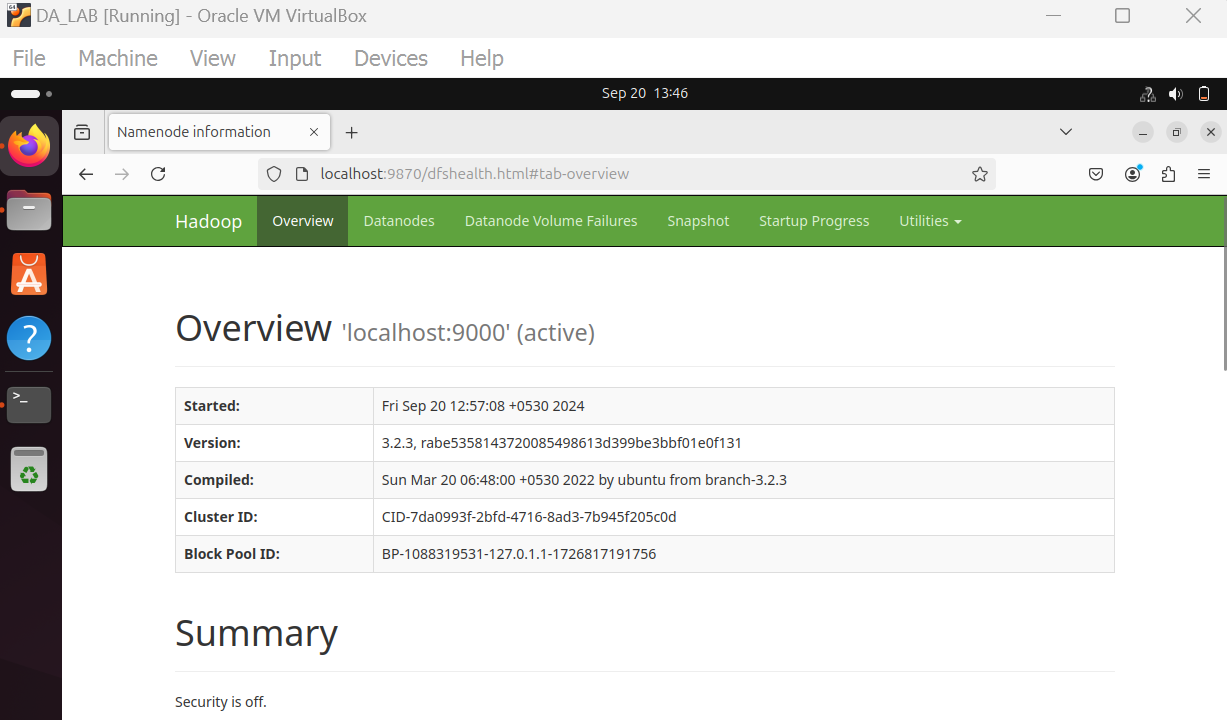 DA_LAB [Running] - Oracle VM VirtualBox
File Machine View Input Devices Help
Sep 20 13:46
Namenode information
localhost:9870/dfshealth.html#tab-overview
Hadoop Overview Datanodes Datanode Volume Failures Snapshot Startup Progress Utilities
Overview 'localhost:9000' (active)
Started: Fri Sep 20 12:57:08 +0530 2024
Version: 3.2.3, rabe5358143720085498613d399be3bbf01e0f131
Compiled: Sun Mar 20 06:48:00 +0530 2022 by ubuntu from branch-3.2.3
Cluster ID: CID-7da0993f-2bfd-4716-8ad3-7b945f205c0d
Block Pool ID: BP-1088319531-127.0.1.1-1726817191756
Summary
Security is off.